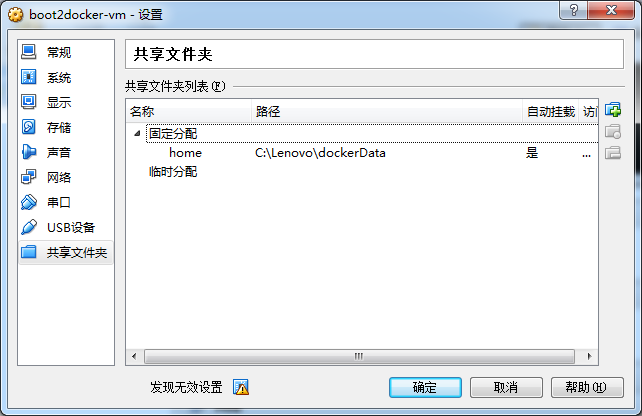 boot2docker-vm - 设置
常规
系统
显示
存储
声音
网络
串口
USB设备
共享文件夹
共享文件夹
共享文件夹列表(F)
名称 路径 自动挂载 访问
固定分配
home C:\Lenovo\dockerData 是 ...
临时分配
发现无效设置
确定 取消 帮助(H)